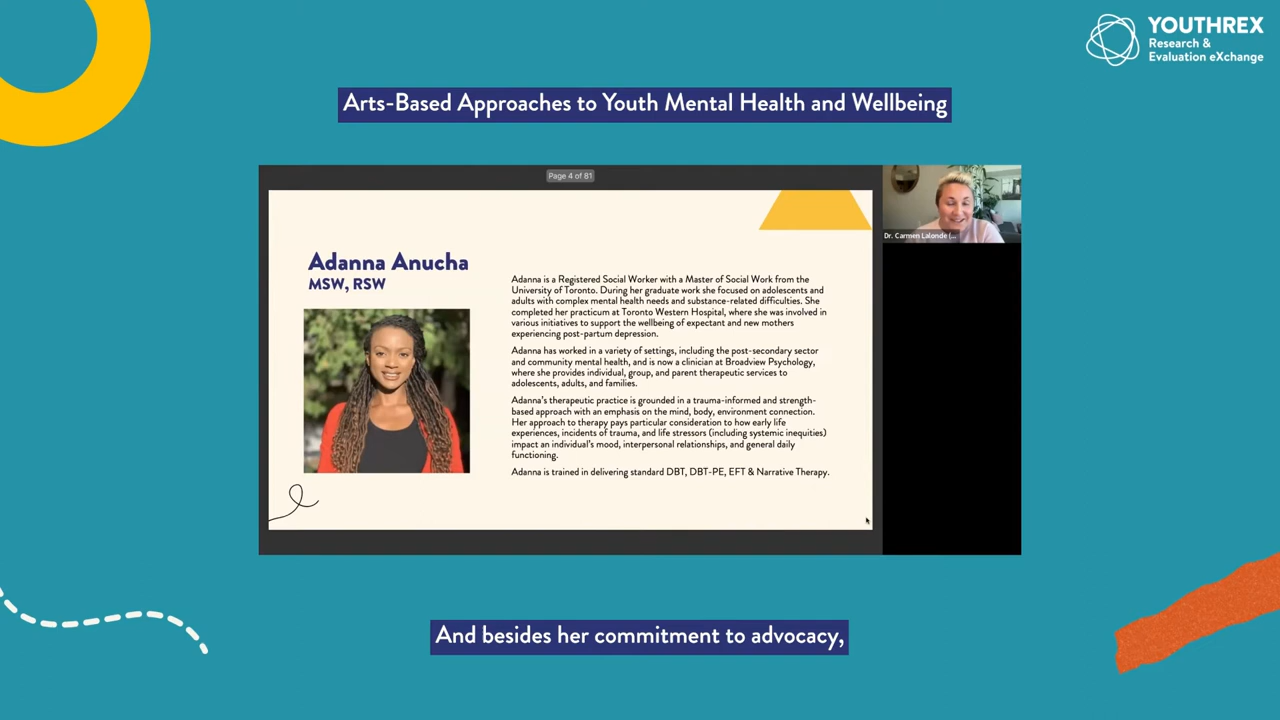 YOUTHREX
Research &
Evaluation eXchange
Arts-Based Approaches to Youth Mental Health and Wellbeing
Page 4 of 81
Adanna Anucha
MSW, RSW
Adanna is a Registered Social Worker with a Master of Social Work from the
University of Toronto. During her graduate work she focused on adolescents and
adults with complex mental health needs and substance-related difficulties. She
completed her practicum at Toronto Western Hospital, where she was involved in
various initiatives to support the wellbeing of expectant and new mothers
experiencing post-partum depression.
Adanna has worked in a variety of settings, including the post-secondary sector
and community mental health, and is now a clinician at Broadview Psychology,
where she provides individual, group, and parent therapeutic services to
adolescents, adults, and families.
Adanna's therapeutic practice is grounded in a trauma-informed and strength-
based approach with an emphasis on the mind, body, environment connection.
Her approach to therapy pays particular consideration to how early life
experiences, incidents of trauma, and life stressors (including systemic inequities)
impact an individual's mood, interpersonal relationships, and general daily
functioning.
Adanna is trained in delivering standard DBT, DBT-PE, EFT & Narrative Therapy.
Dr. Carmen Lalonde (...
And besides her commitment to advocacy,